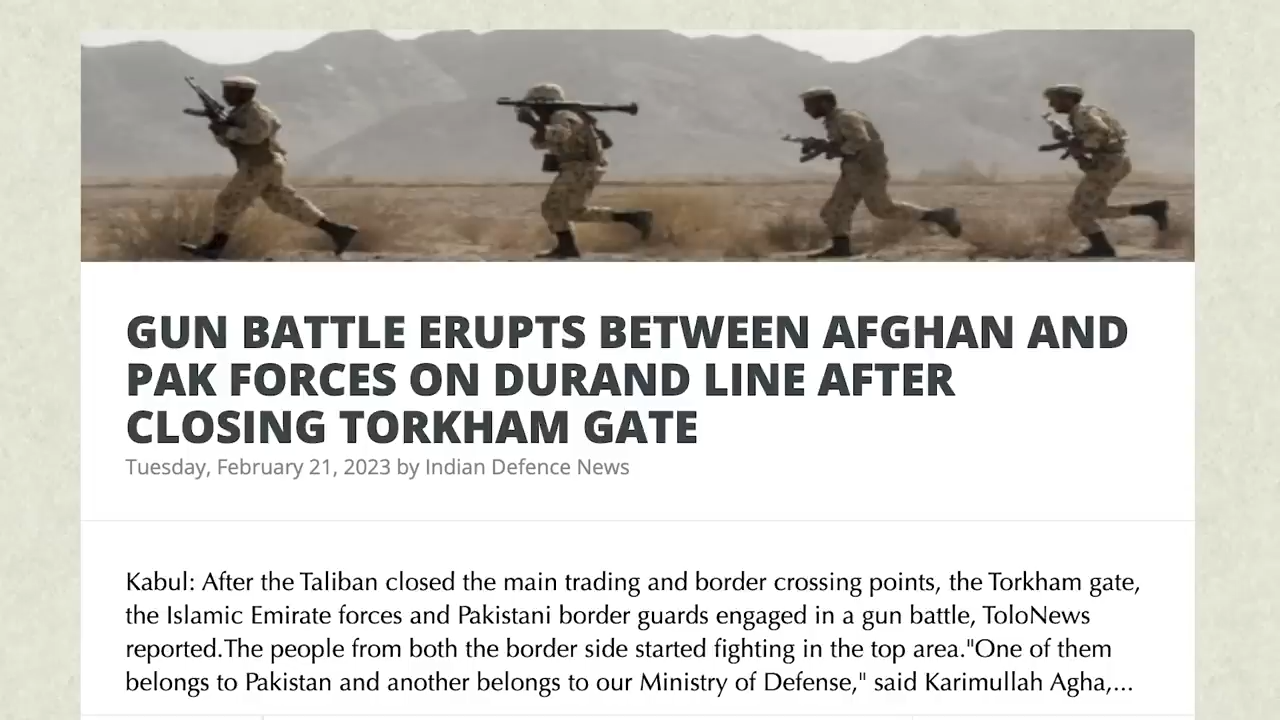 GUN BATTLE ERUPTS BETWEEN AFGHAN AND
PAK FORCES ON DURAND LINE AFTER
CLOSING TORKHAM GATE
Tuesday, February 21, 2023 by Indian Defence News
Kabul: After the Taliban closed the main trading and border crossing points, the Torkham gate,
the Islamic Emirate forces and Pakistani border guards engaged in a gun battle, ToloNews
reported.The people from both the border side started fighting in the top area."One of them
belongs to Pakistan and another belongs to our Ministry of Defense," said Karimullah Agha,...